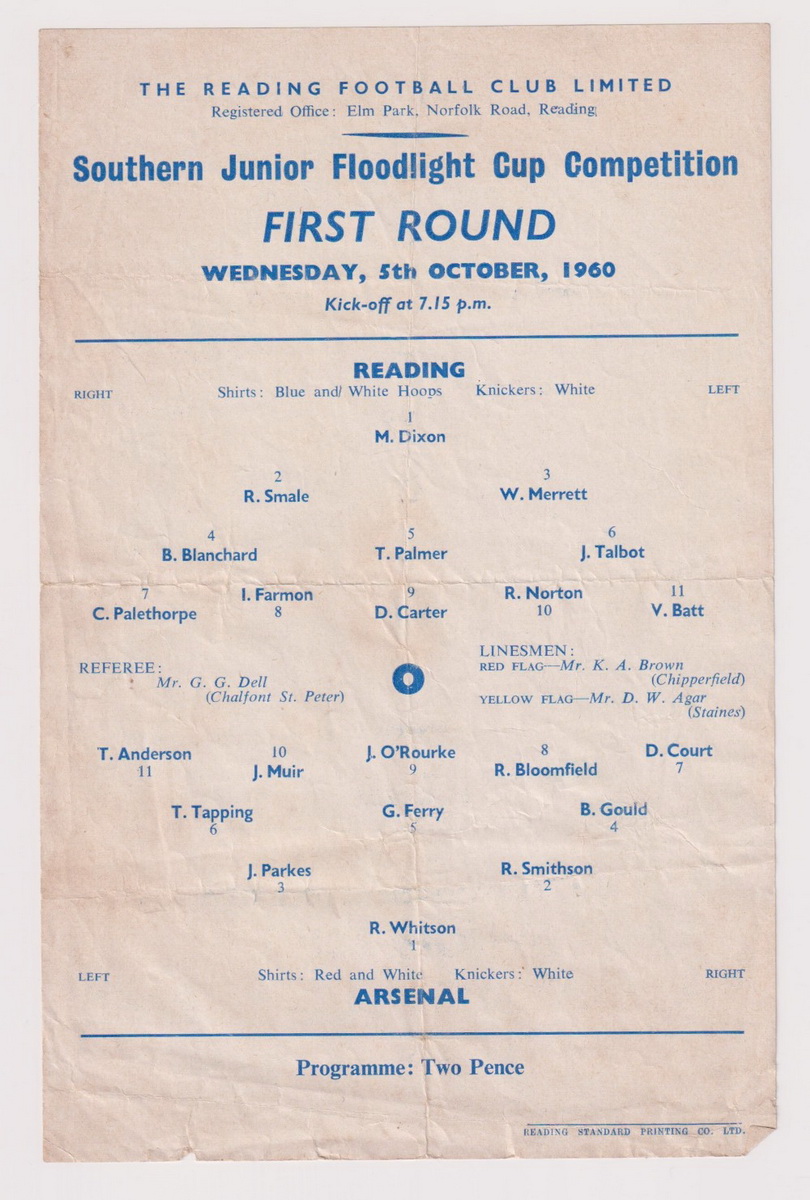 THE READING FOOTBALL CLUB LIMITED
Registered Office: Elm Park, Norfolk Road, Reading
Southern Junior Floodlight Cup Competition
FIRST ROUND
WEDNESDAY, 5th OCTOBER, 1960
Kick-off at 7.15 p.m.
READING
RIGHT Shirts: Blue and White Hoops Knickers: White LEFT
1
M. Dixon
2 3
R. Smale W. Merrett
4 5 6
B. Blanchard T. Palmer J. Talbot
7 I. Farmon 9 R. Norton 11
C. Palethorpe 8 D. Carter 10 V. Batt
REFEREE:
Mr. G. G. Dell
(Chalfont St. Peter)
O
LINESMEN:
RED FLAG—Mr. K. A. Brown
(Chipperfield)
YELLOW FLAG—Mr. D. W. Agar
(Staines)
T. Anderson 10 J. O'Rourke 8 D. Court
11 J. Muir 9 R. Bloomfield 7
T. Tapping G. Ferry B. Gould
6 5 4
J. Parkes R. Smithson
3 2
R. Whitson
1
LEFT Shirts: Red and White Knickers: White RIGHT
ARSENAL
Programme: Two Pence
READING STANDARD PRINTING CO. LTD.